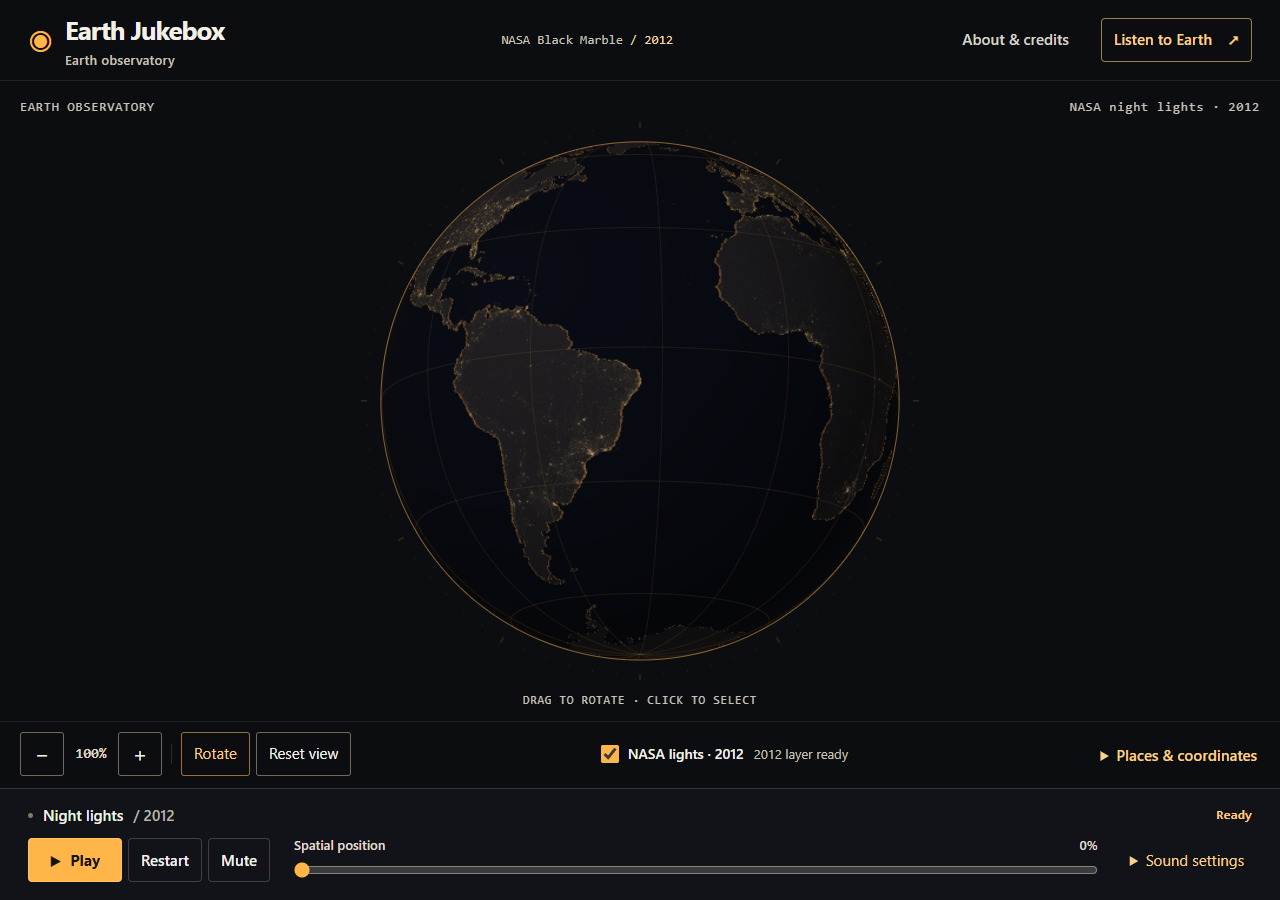 Earth Jukebox
Earth observatory
NASA Black Marble / 2012
About & credits
Listen to Earth ↗
EARTH OBSERVATORY
NASA night lights · 2012
DRAG TO ROTATE · CLICK TO SELECT
− 100% +
Rotate
Reset view
NASA lights · 2012 2012 layer ready
▶ Places & coordinates
Night lights / 2012
Ready
▶ Play
Restart
Mute
Spatial position
0%
▶ Sound settings